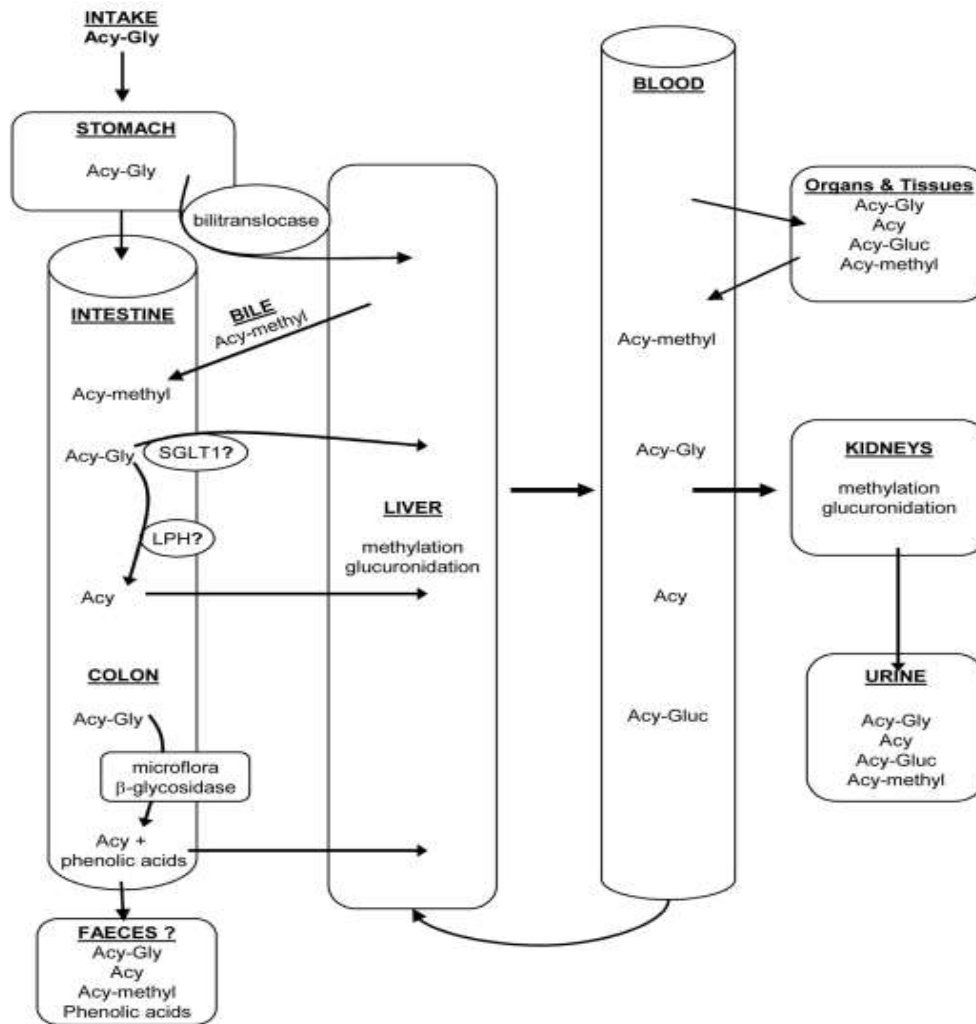 INTAKE
Acy-Gly
STOMACH
Acy-Gly
bilitranslocase
INTESTINE
BILE
Acy-methyl
Acy-methyl
Acy-Gly
SGLT1?
LPH?
Acy
COLON
Acy-Gly
microflora
β-glycosidase
Acy +
phenolic acids
FAECES ?
Acy-Gly
Acy
Acy-methyl
Phenolic acids
LIVER
methylation
glucuronidation
BLOOD
Acy-methyl
Acy-Gly
Acy
Acy-Gluc
Organs & Tissues
Acy-Gly
Acy
Acy-Gluc
Acy-methyl
KIDNEYS
methylation
glucuronidation
URINE
Acy-Gly
Acy
Acy-Gluc
Acy-methyl